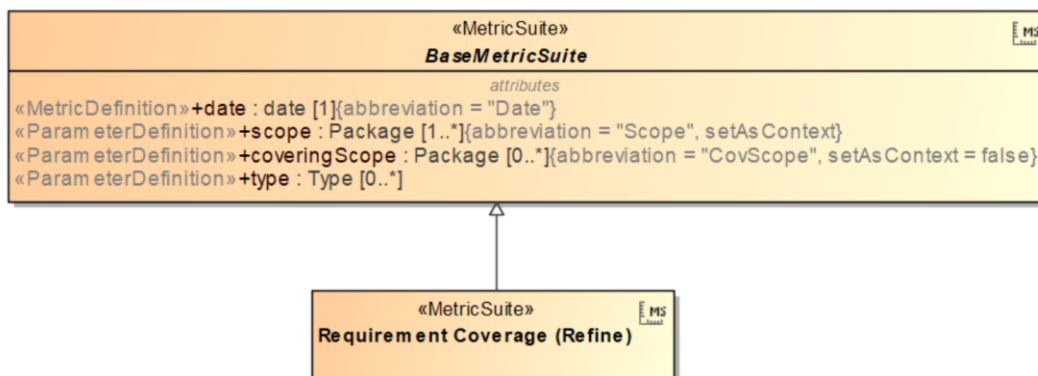 «MetricSuite»
MS
BaseMetricSuite
attributes
«MetricDefinition»+date : date [1]{abbreviation = "Date"}
«ParameterDefinition»+scope : Package [1..*]{abbreviation = "Scope", setAsContext}
«ParameterDefinition»+coveringScope : Package [0..*]{abbreviation = "CovScope", setAsContext = false}
«ParameterDefinition»+type : Type [0..*]
«MetricSuite»
MS
Requirement Coverage (Refine)